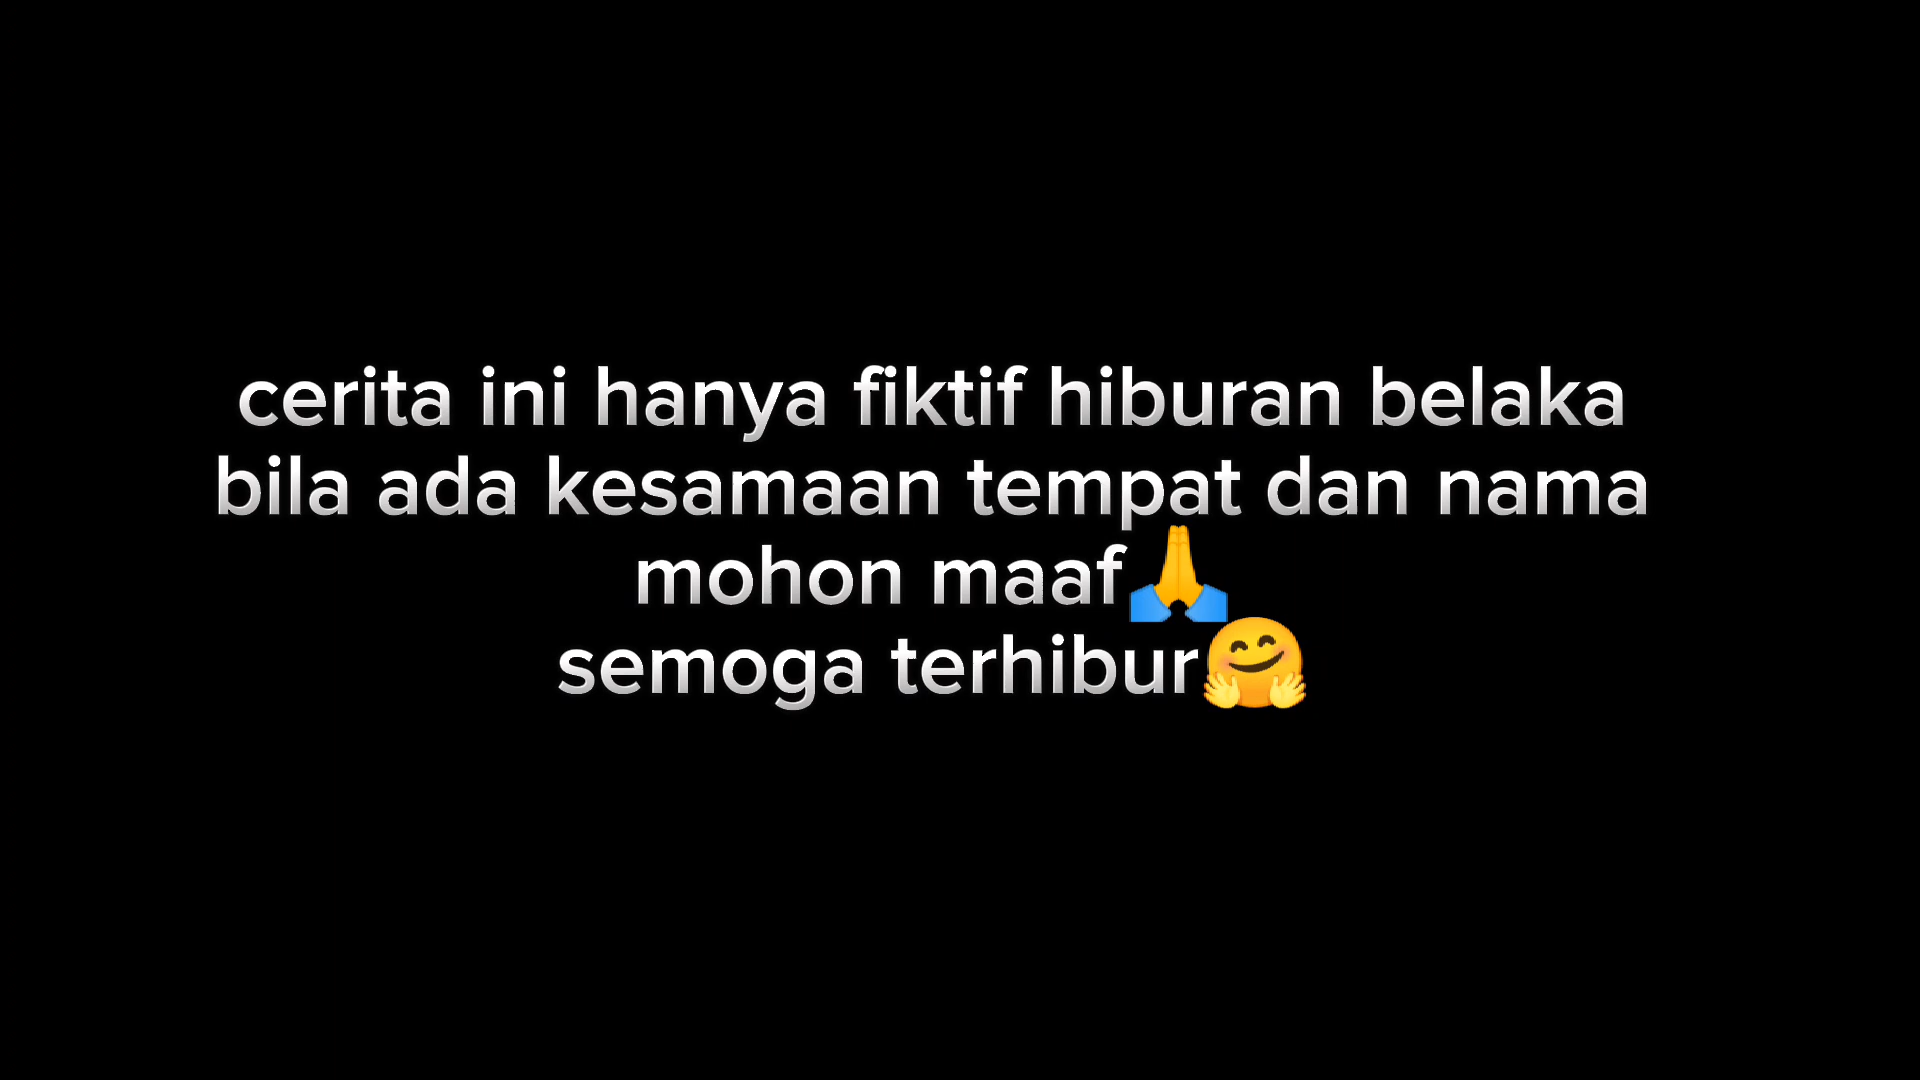 cerita ini hanya fiktif hiburan belaka
bila ada kesamaan tempat dan nama
mohon maaf🙏
semoga terhibur🤗